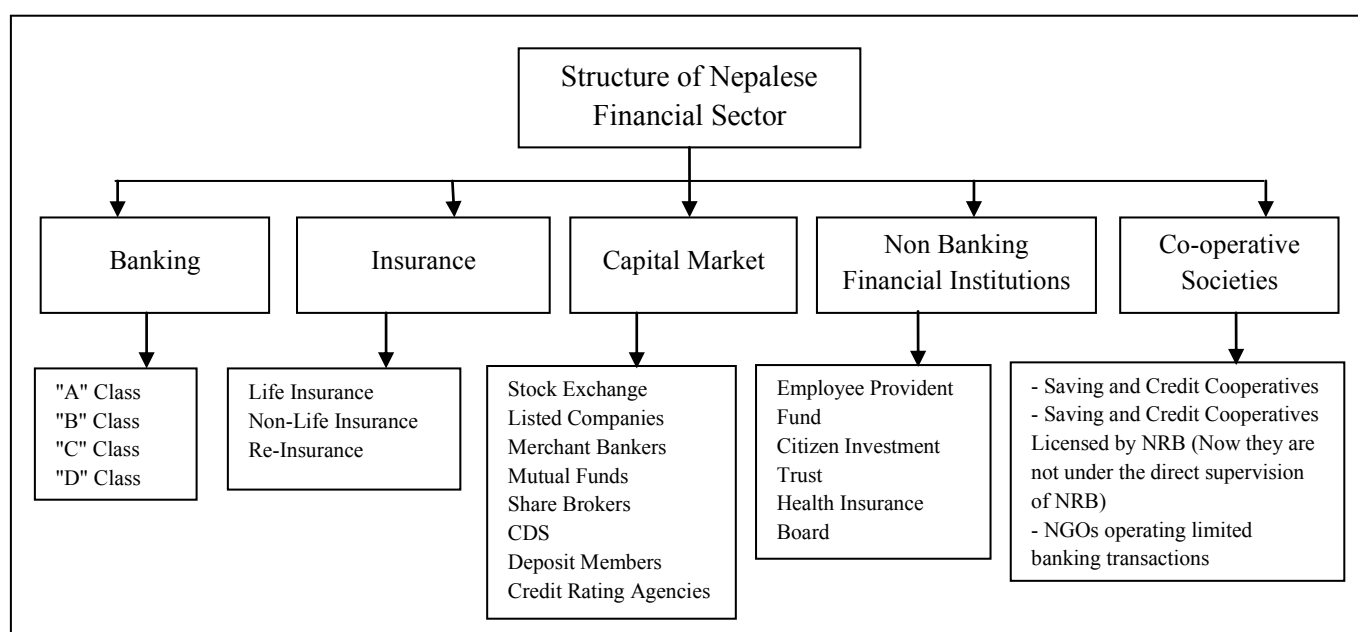 Structure of Nepalese
Financial Sector
Banking
Insurance
Capital Market
Non Banking
Financial Institutions
Co-operative
Societies
"A" Class
"B" Class
"C" Class
"D" Class
Life Insurance
Non-Life Insurance
Re-Insurance
Stock Exchange
Listed Companies
Merchant Bankers
Mutual Funds
Share Brokers
CDS
Deposit Members
Credit Rating Agencies
Employee Provident
Fund
Citizen Investment
Trust
Health Insurance
Board
- Saving and Credit Cooperatives
- Saving and Credit Cooperatives
Licensed by NRB (Now they are
not under the direct supervision
of NRB)
- NGOs operating limited
banking transactions